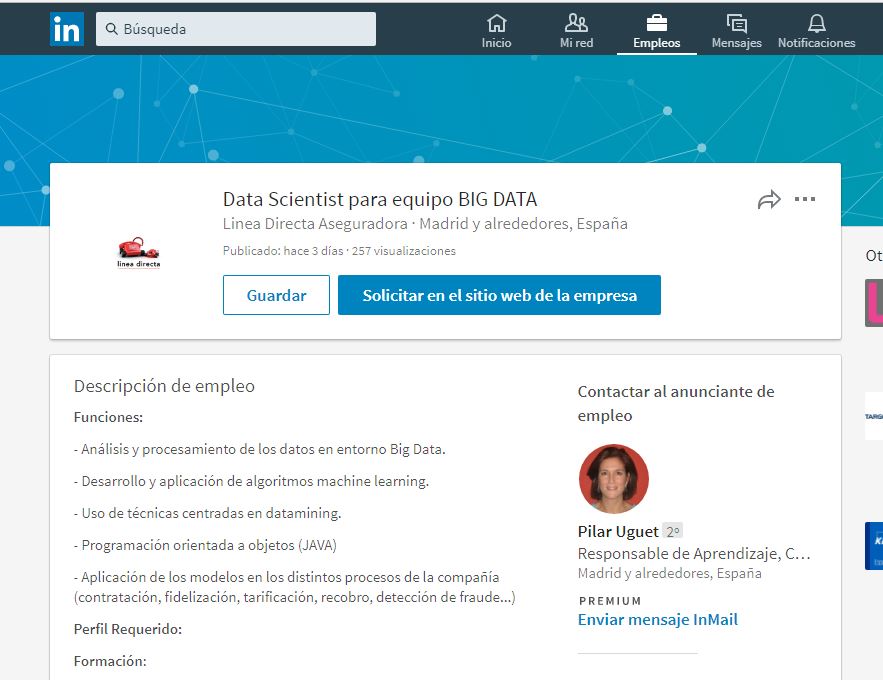 in
Búsqueda
Inicio
Mi red
Empleos
Mensajes
Notificaciones
Data Scientist para equipo BIG DATA
Linea Directa Aseguradora · Madrid y alrededores, España
Publicado: hace 3 días · 257 visualizaciones
linea directa
Guardar
Solicitar en el sitio web de la empresa
Ot
Descripción de empleo
Funciones:
- Análisis y procesamiento de los datos en entorno Big Data.
- Desarrollo y aplicación de algoritmos machine learning.
- Uso de técnicas centradas en datamining.
- Programación orientada a objetos (JAVA)
- Aplicación de los modelos en los distintos procesos de la compañía
(contratación, fidelización, tarificación, recobro, detección de fraude...)
Perfil Requerido:
Formación:
Contactar al anunciante de
empleo
Pilar Uguet 2º
Responsable de Aprendizaje, C...
Madrid y alrededores, España
PREMIUM
Enviar mensaje InMail
TARG